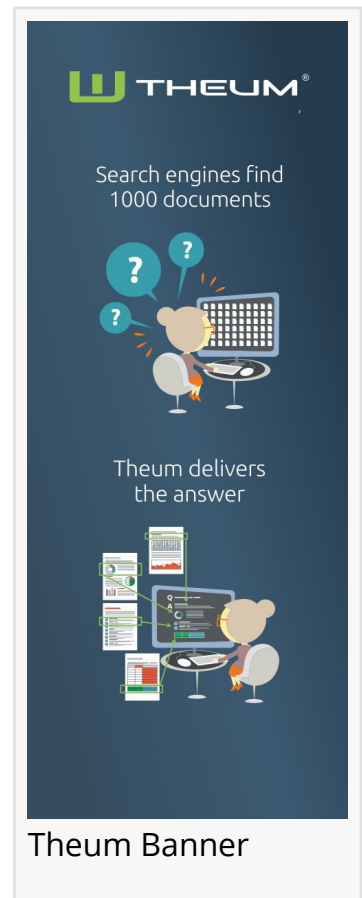 THEUM®
Search engines find
1000 documents
?
?
?
Theum delivers
the answer
Q
A
Theum Banner